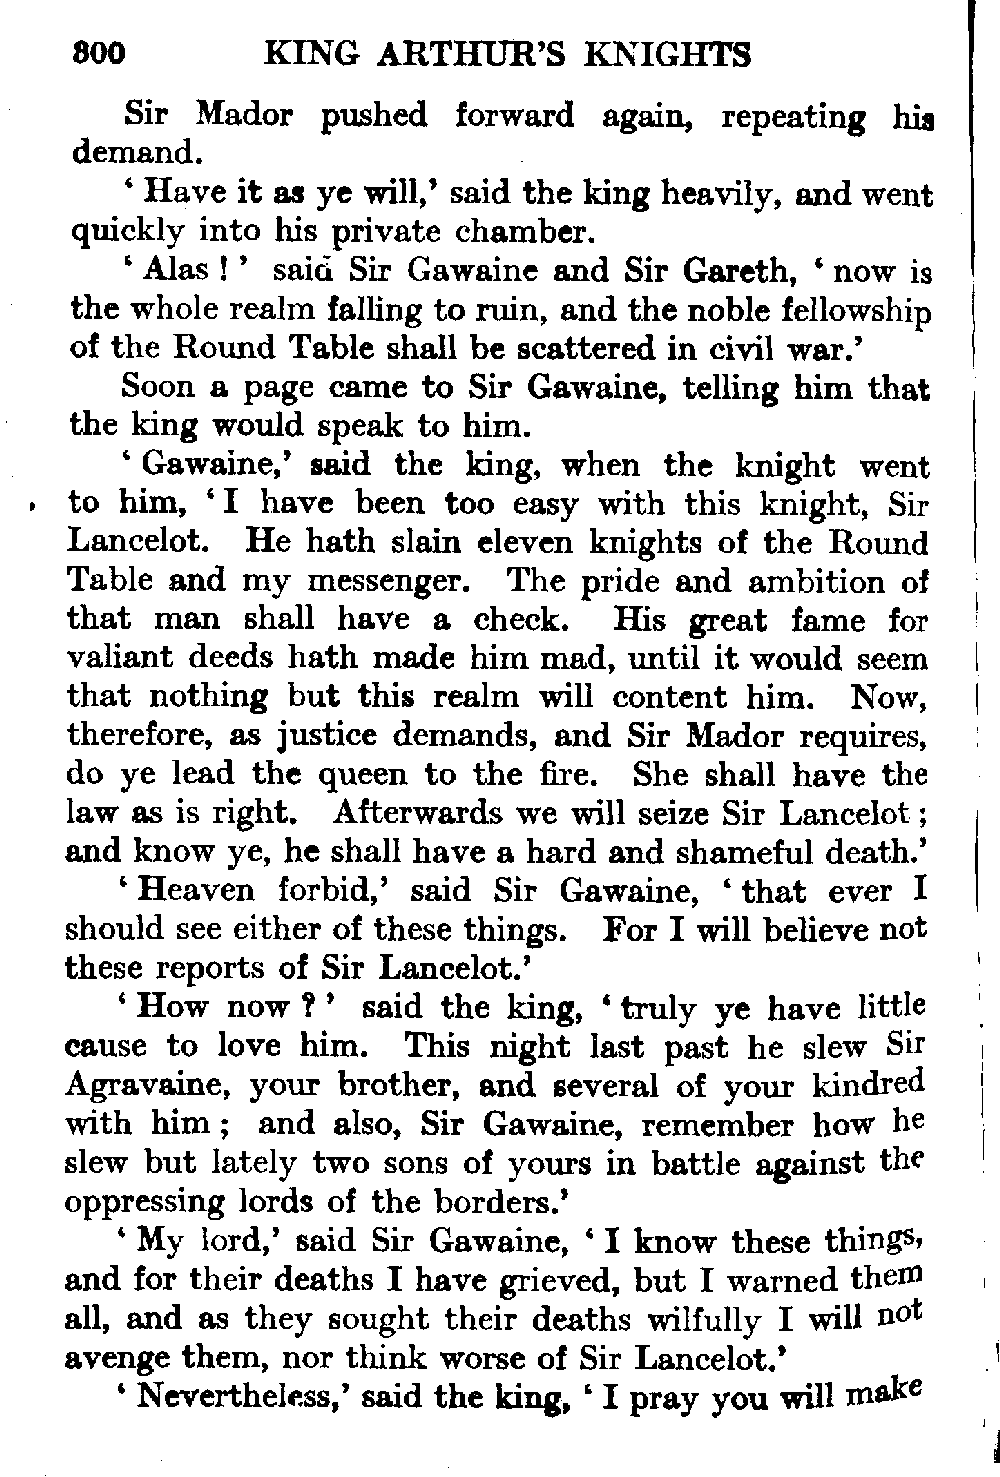 800 KING ARTHUR'S KNIGHTS
Sir Mador pushed forward again, repeating his
demand.
‘ Have it as ye will,’ said the king heavily, and went
quickly into his private chamber.
‘ Alas ! ’ said Sir Gawaine and Sir Gareth, ‘ now is
the whole realm falling to ruin, and the noble fellowship
of the Round Table shall be scattered in civil war.’
Soon a page came to Sir Gawaine, telling him that
the king would speak to him.
‘ Gawaine,’ said the king, when the knight went
to him, ‘ I have been too easy with this knight, Sir
Lancelot. He hath slain eleven knights of the Round
Table and my messenger. The pride and ambition of
that man shall have a check. His great fame for
valiant deeds hath made him mad, until it would seem
that nothing but this realm will content him. Now,
therefore, as justice demands, and Sir Mador requires,
do ye lead the queen to the fire. She shall have the
law as is right. Afterwards we will seize Sir Lancelot ;
and know ye, he shall have a hard and shameful death.’
‘ Heaven forbid,’ said Sir Gawaine, ‘ that ever I
should see either of these things. For I will believe not
these reports of Sir Lancelot.’
‘ How now ? ’ said the king, ‘ truly ye have little
cause to love him. This night last past he slew Sir
Agravaine, your brother, and several of your kindred
with him ; and also, Sir Gawaine, remember how he
slew but lately two sons of yours in battle against the
oppressing lords of the borders.’
‘ My lord,’ said Sir Gawaine, ‘ I know these things,
and for their deaths I have grieved, but I warned them
all, and as they sought their deaths wilfully I will not
avenge them, nor think worse of Sir Lancelot.’
‘ Nevertheless,’ said the king, ‘ I pray you will make